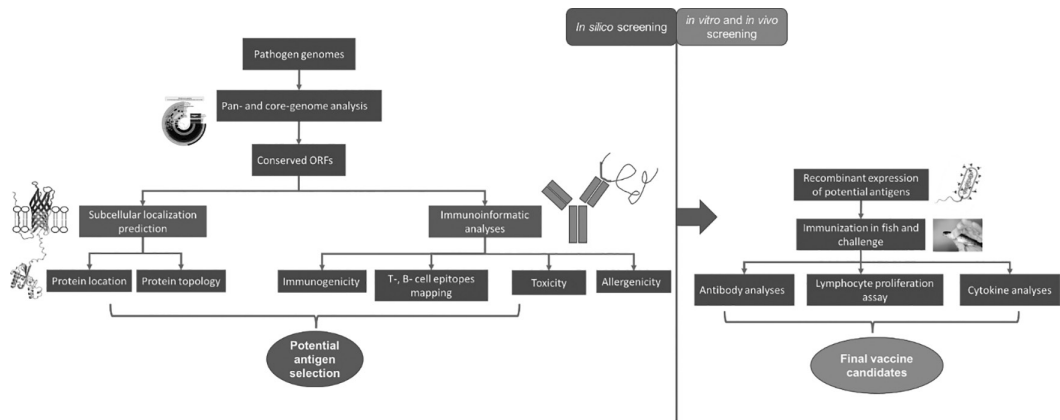 In silico screening
in vitro and in vivo
screening
Pathogen genomes
Pan- and core-genome analysis
Conserved ORFs
Subcellular localization
prediction
Immunoinformatic
analyses
Protein location
Protein topology
Immunogenicity
T-, B- cell epitopes
mapping
Toxicity
Allergenicity
Potential
antigen
selection
Recombinant expression
of potential antigens
Immunization in fish and
challenge
Antibody analyses
Lymphocyte proliferation
assay
Cytokine analyses
Final vaccine
candidates